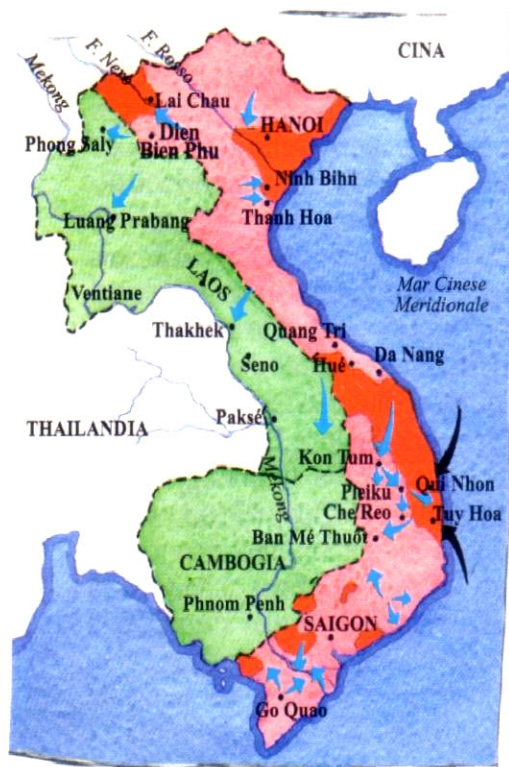 CINA
Mekong
F. Nero
F. Rosso
Lai Chau
HANOI
Phong Saly
Dien
Bien Phu
Ninh Bihn
Luang Prabang
Thanh Hoa
Ventiane
LAOS
Mar Cinese
Meridionale
Thakhek
Quang Tri
Seno
Hué
Da Nang
Paksé
THAILANDIA
Kon Tum
Mekong
Pleiku
Qui Nhon
Che Reo
Tuy Hoa
Ban Mé Thuot
CAMBOGIA
Phnom Penh
SAIGON
Go Quao